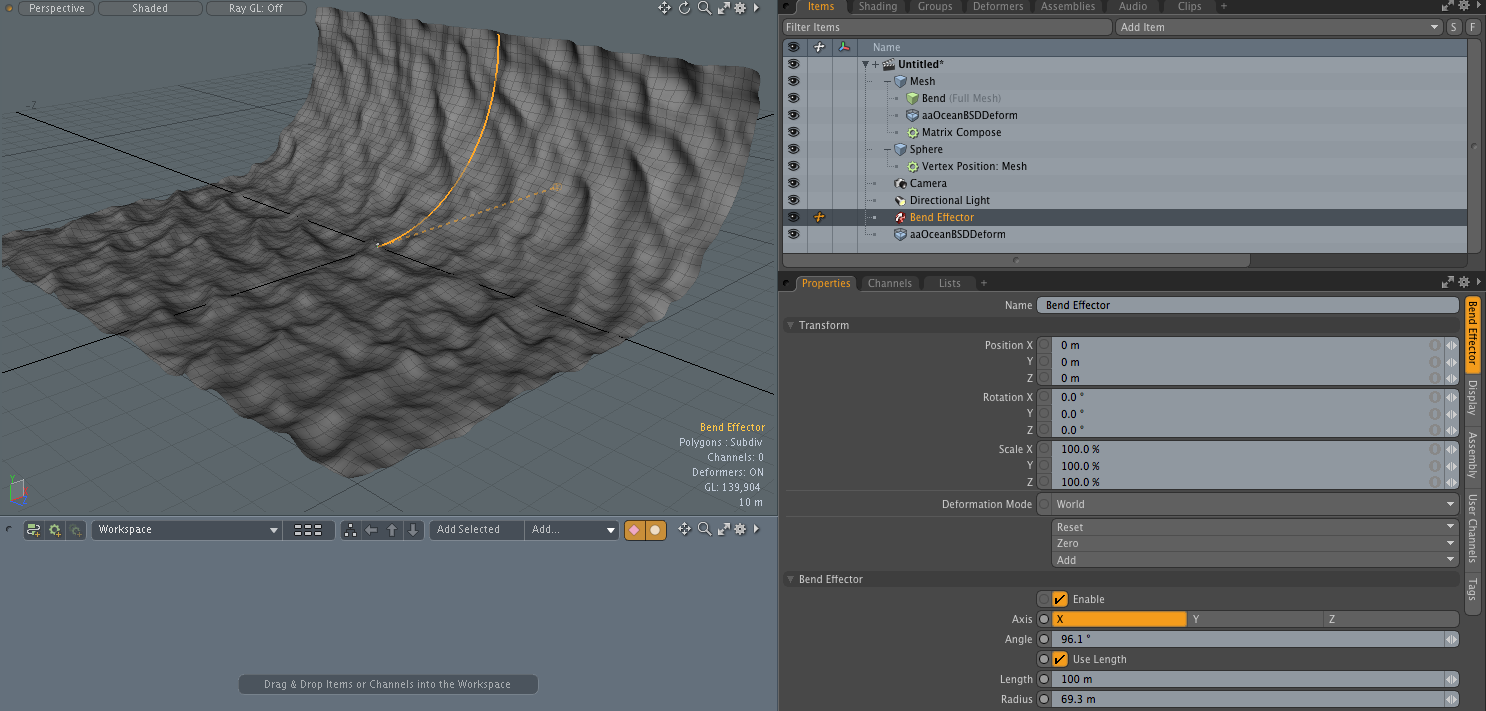 Perspective Shaded Ray GL: Off
-Z
Bend Effector
Polygons : Subdiv
Channels: 0
Deformers: ON
GL: 139,904
10 m
Y
Workspace Add Selected Add...
Drag & Drop Items or Channels into the Workspace
Items Shading Groups Deformers Assemblies Audio Clips +
Filter Items Add Item S F
Name
Untitled*
Mesh
Bend (Full Mesh)
aaOceanBSDDeform
Matrix Compose
Sphere
Vertex Position: Mesh
Camera
Directional Light
Bend Effector
aaOceanBSDDeform
Properties Channels Lists +
Name Bend Effector
Transform
Position X 0 m
Y 0 m
Z 0 m
Rotation X 0.0 °
Y 0.0 °
Z 0.0 °
Scale X 100.0 %
Y 100.0 %
Z 100.0 %
Deformation Mode World
Reset
Zero
Add
Bend Effector
Enable
Axis X Y Z
Angle 96.1 °
Use Length
Length 100 m
Radius 69.3 m
Bend Effector
Display
Assembly
User Channels
Tags